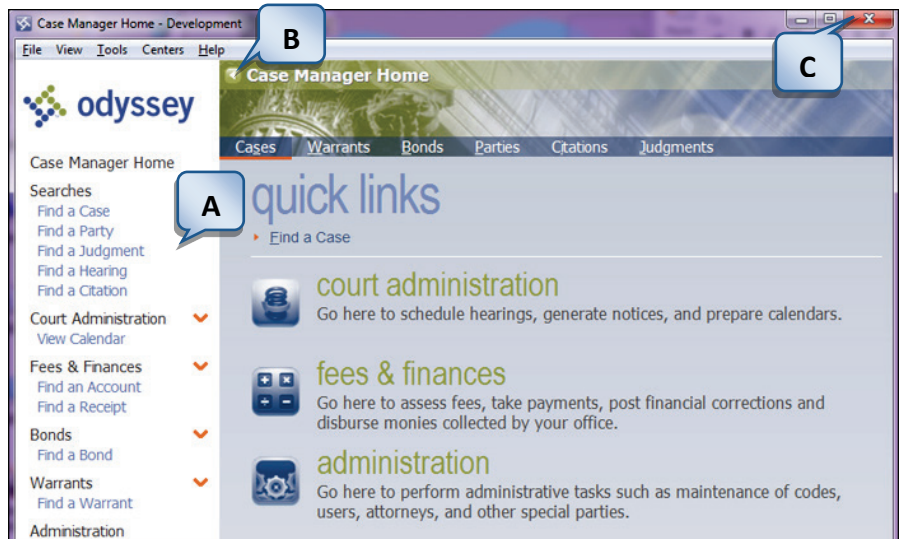 Case Manager Home - Development
File View Tools Centers Help
B
C
Case Manager Home
odyssey
Cases Warrants Bonds Parties Citations Judgments
Case Manager Home
Searches
Find a Case
Find a Party
Find a Judgment
Find a Hearing
Find a Citation
A
Court Administration
View Calendar
Fees & Finances
Find an Account
Find a Receipt
Bonds
Find a Bond
Warrants
Find a Warrant
Administration
quick links
Find a Case
court administration
Go here to schedule hearings, generate notices, and prepare calendars.
fees & finances
Go here to assess fees, take payments, post financial corrections and
disburse monies collected by your office.
administration
Go here to perform administrative tasks such as maintenance of codes,
users, attorneys, and other special parties.